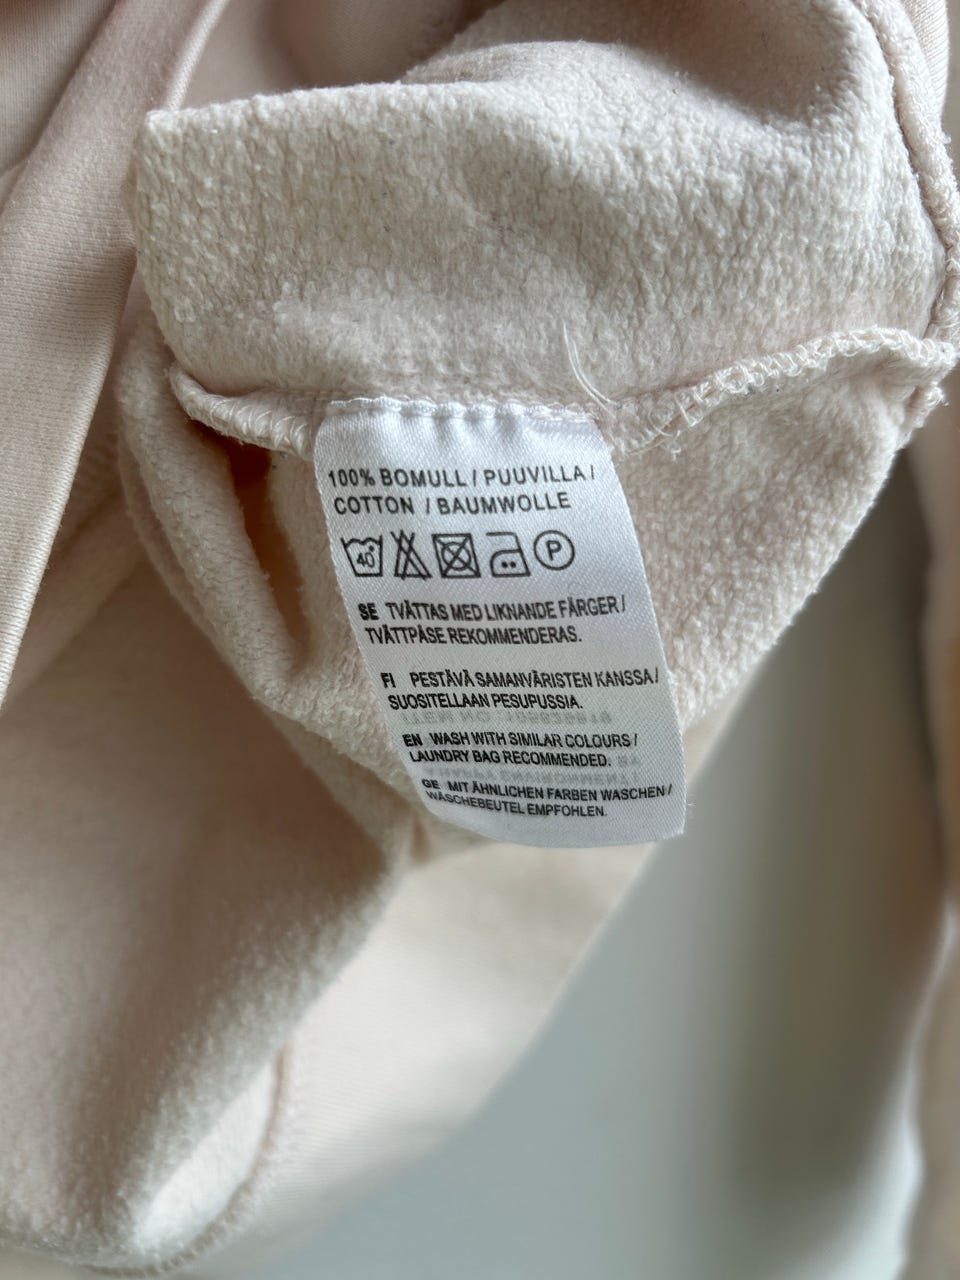 100% BOMULL / PUUVILLA /
COTTON / BAUMWOLLE
40 P
SE TVÄTTAS MED LIKNANDE FÄRGER /
TVÄTTPÅSE REKOMMENDERAS.
FI PESTÄVÄ SAMANVÄRISTEN KANSSA /
SUOSITELLAAN PESUPUSSIA.
EN WASH WITH SIMILAR COLOURS /
LAUNDRY BAG RECOMMENDED.
GE MIT ÄHNLICHEN FARBEN WASCHEN /
WÄSCHEBEUTEL EMPFOHLEN.